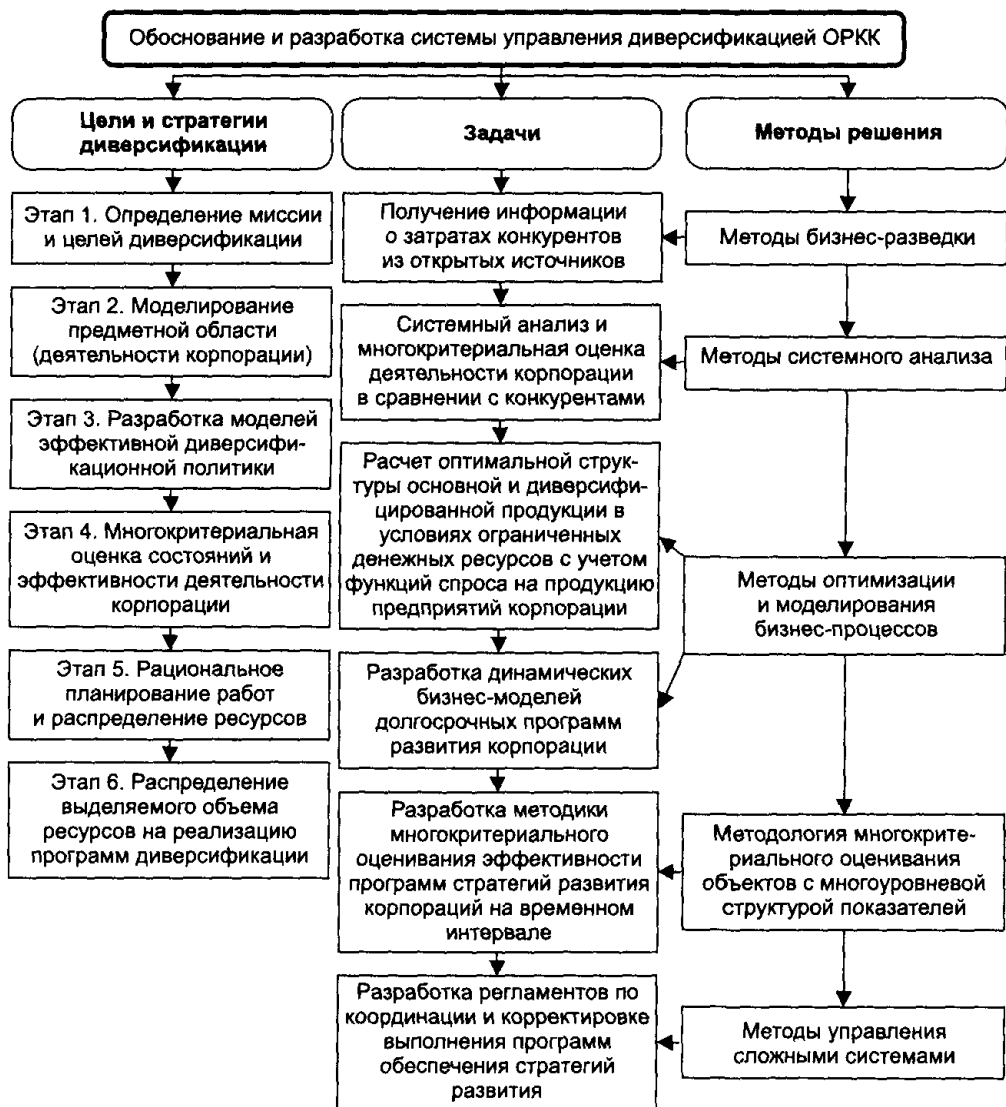 Обоснование и разработка системы управления диверсификацией ОРКК
Цели и стратегии
диверсификации
Этап 1. Определение миссии
и целей диверсификации
Этап 2. Моделирование
предметной области
(деятельности корпорации)
Этап 3. Разработка моделей
эффективной диверсифи-
кационной политики
Этап 4. Многокритериальная
оценка состояний и
эффективности деятельности
корпорации
Этап 5. Рациональное
планирование работ
и распределение ресурсов
Этап 6. Распределение
выделяемого объема
ресурсов на реализацию
программ диверсификации
Задачи
Получение информации
о затратах конкурентов
из открытых источников
Системный анализ и
многокритериальная оценка
деятельности корпорации
в сравнении с конкурентами
Расчет оптимальной струк-
туры основной и диверсифи-
цированной продукции в
условиях ограниченных
денежных ресурсов с учетом
функций спроса на продукцию
предприятий корпорации
Разработка динамических
бизнес-моделей
долгосрочных программ
развития корпорации
Разработка методики
многокритериального
оценивания эффективности
программ стратегий развития
корпораций на временном
интервале
Разработка регламентов по
координации и корректировке
выполнения программ
обеспечения стратегий
развития
Методы решения
Методы бизнес-разведки
Методы системного анализа
Методы оптимизации
и моделирования
бизнес-процессов
Методология многокрите-
риального оценивания
объектов с многоуровневой
структурой показателей
Методы управления
сложными системами